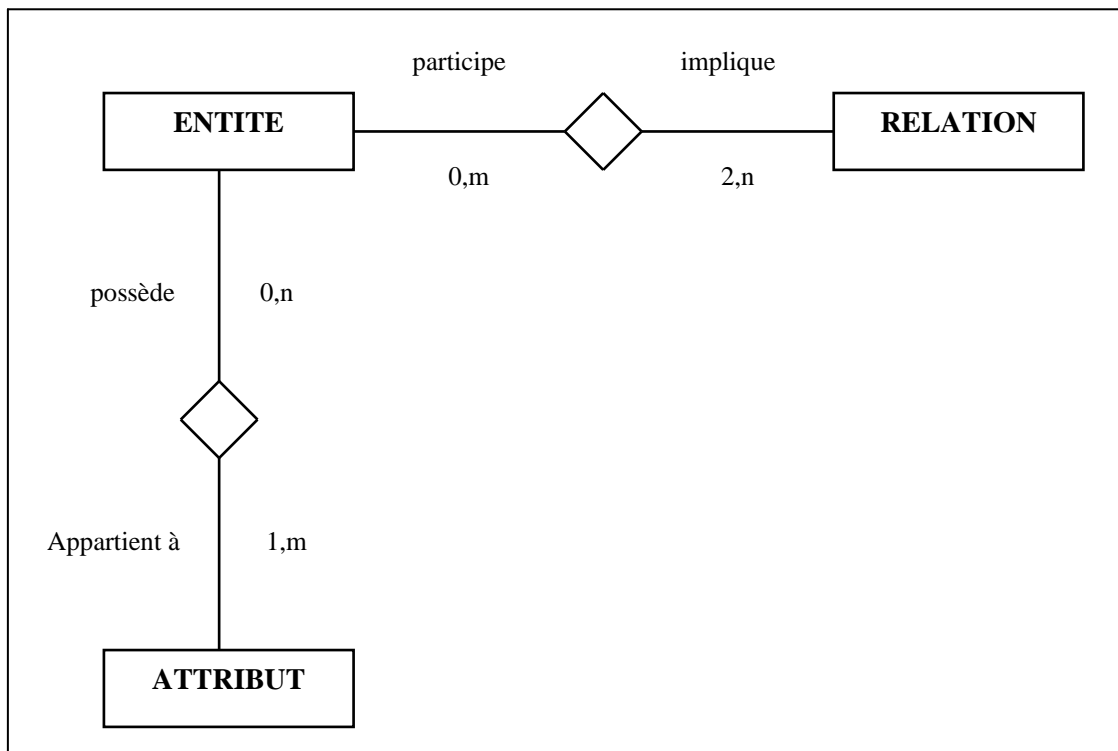 participe implique
ENTITE RELATION
0,m 2,n
possède 0,n
Appartient à 1,m
ATTRIBUT